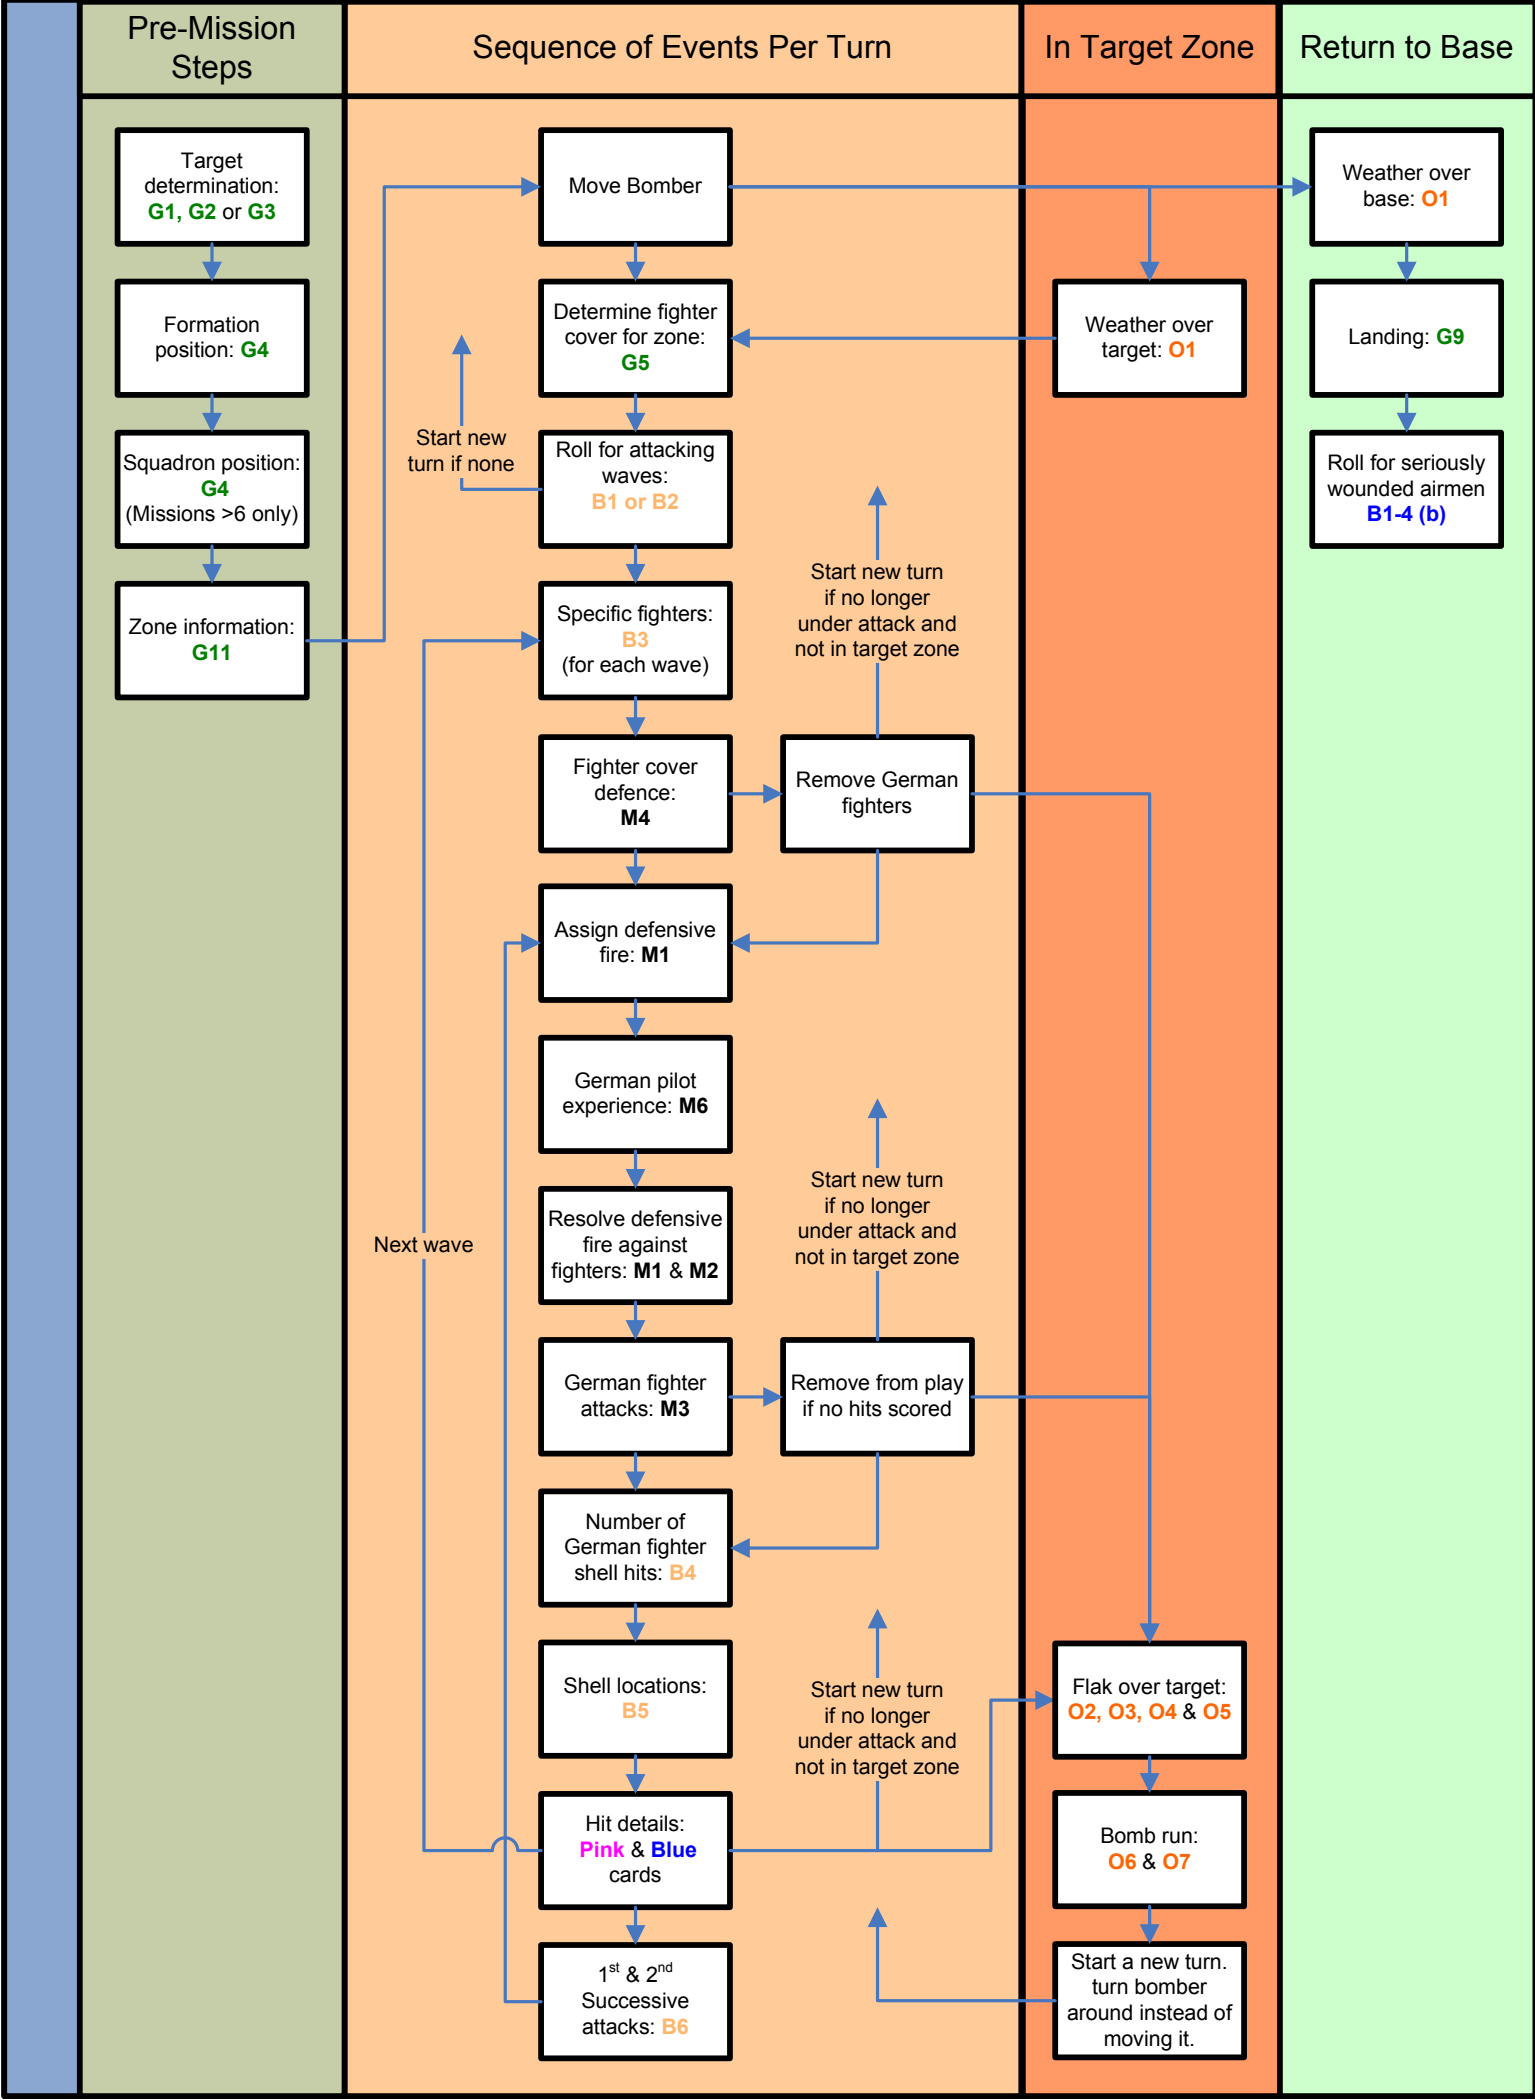 Pre-Mission
Steps
Sequence of Events Per Turn
In Target Zone
Return to Base
Target
determination:
G1, G2 or G3
Formation
position: G4
Squadron position:
G4
(Missions >6 only)
Zone information:
G11
Move Bomber
Determine fighter
cover for zone:
G5
Start new
turn if none
Roll for attacking
waves:
B1 or B2
Specific fighters:
B3
(for each wave)
Start new turn
if no longer
under attack and
not in target zone
Fighter cover
defence:
M4
Remove German
fighters
Assign defensive
fire: M1
German pilot
experience: M6
Next wave
Resolve defensive
fire against
fighters: M1 & M2
Start new turn
if no longer
under attack and
not in target zone
German fighter
attacks: M3
Remove from play
if no hits scored
Number of
German fighter
shell hits: B4
Shell locations:
B5
Start new turn
if no longer
under attack and
not in target zone
Hit details:
Pink & Blue
cards
1st & 2nd
Successive
attacks: B6
Weather over
target: O1
Flak over target:
O2, O3, O4 & O5
Bomb run:
O6 & O7
Start a new turn.
turn bomber
around instead of
moving it.
Weather over
base: O1
Landing: G9
Roll for seriously
wounded airmen
B1-4 (b)